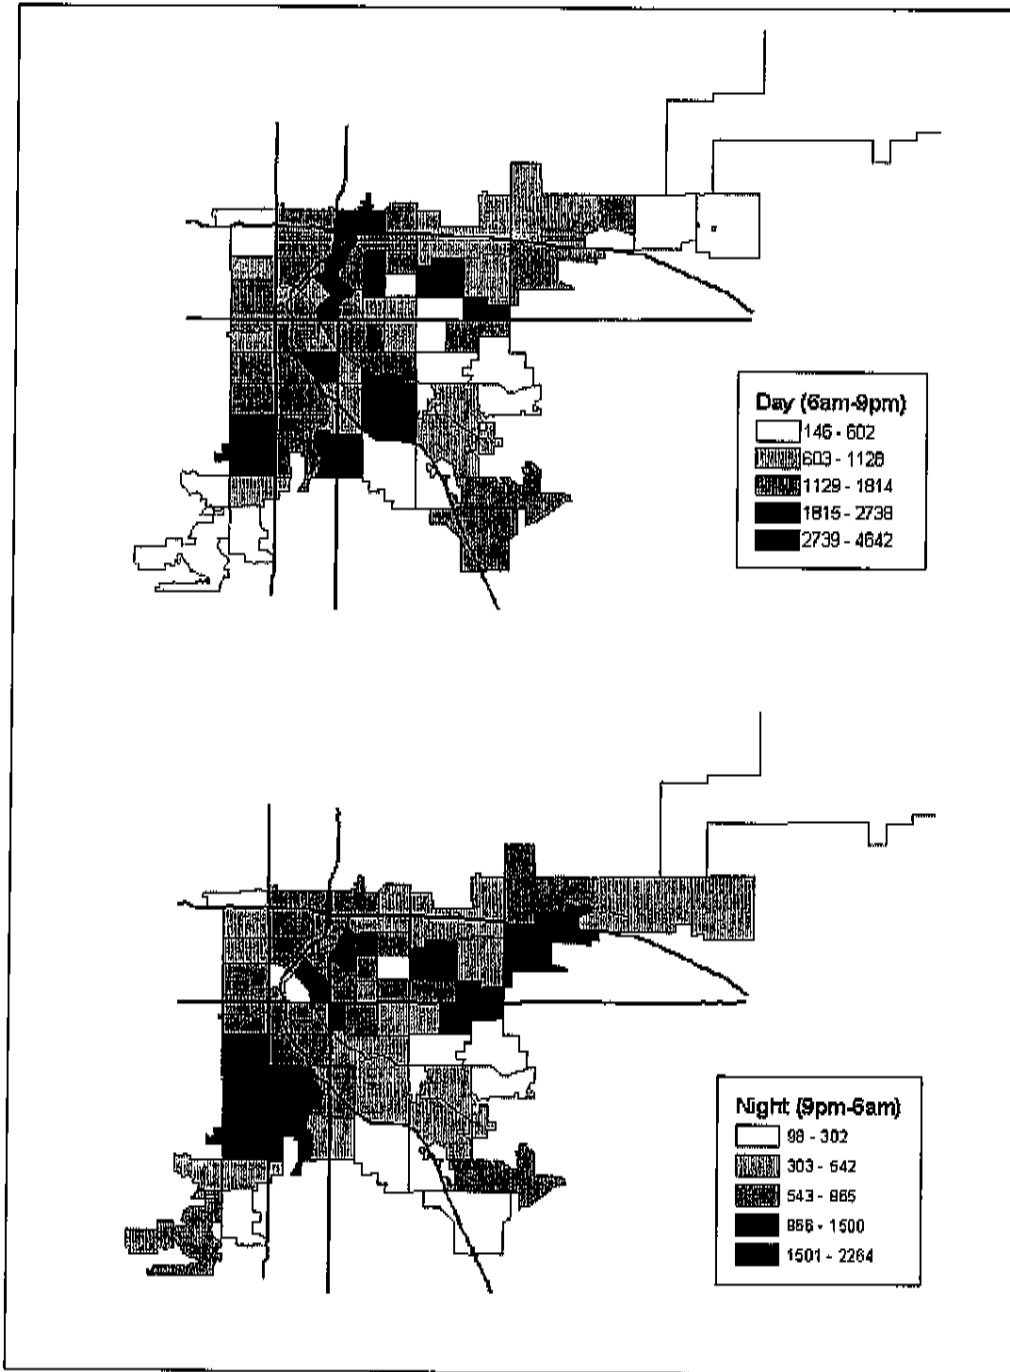 Day (6am-9pm)
146 - 602
603 - 1128
1129 - 1814
1815 - 2738
2739 - 4642
Night (9pm-6am)
98 - 302
303 - 542
543 - 865
866 - 1500
1501 - 2264